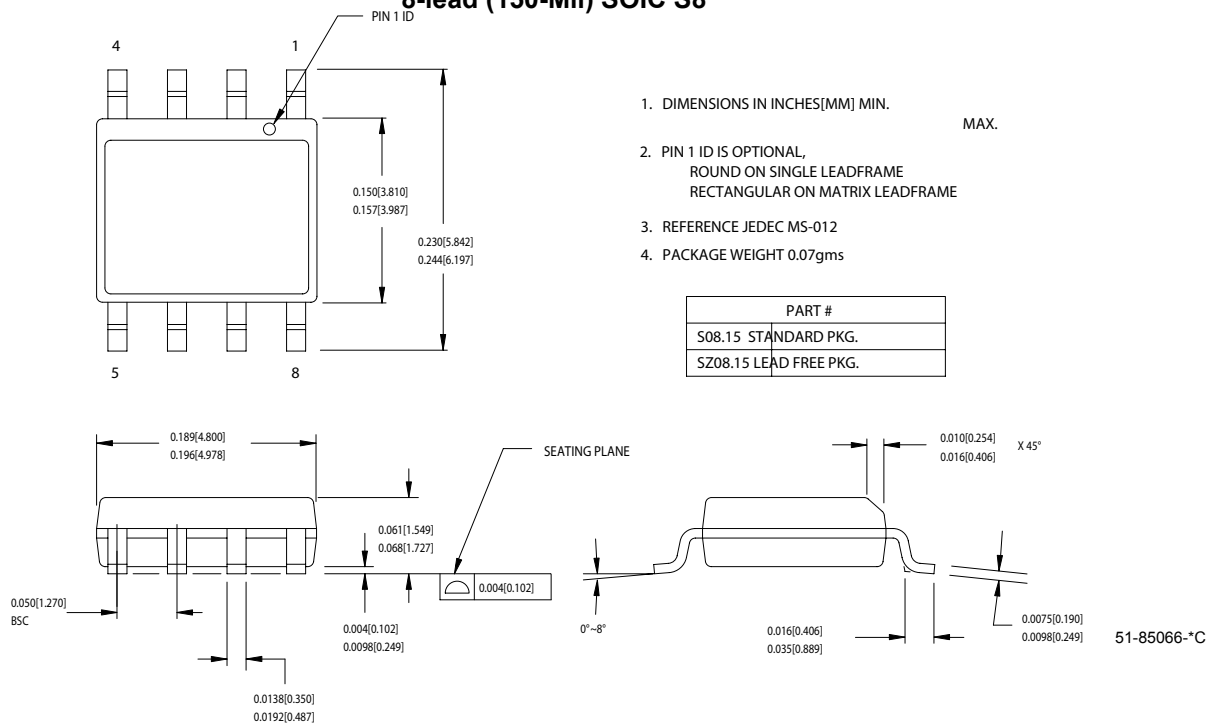 8-lead (150-Mil) SOIC S8
PIN 1 ID
4
1
1. DIMENSIONS IN INCHES[MM] MIN.
MAX.
2. PIN 1 ID IS OPTIONAL,
ROUND ON SINGLE LEADFRAME
RECTANGULAR ON MATRIX LEADFRAME
3. REFERENCE JEDEC MS-012
4. PACKAGE WEIGHT 0.07gms
0.150[3.810]
0.157[3.987]
0.230[5.842]
0.244[6.197]
PART #
S08.15 STANDARD PKG.
SZ08.15 LEAD FREE PKG.
5
8
0.189[4.800]
0.196[4.978]
SEATING PLANE
0.010[0.254]
0.016[0.406]
X 45°
0.061[1.549]
0.068[1.727]
0.004[0.102]
0.050[1.270]
BSC
0.004[0.102]
0.0098[0.249]
0°~8°
0.016[0.406]
0.035[0.889]
0.0075[0.190]
0.0098[0.249]
51-85066-*C
0.0138[0.350]
0.0192[0.487]